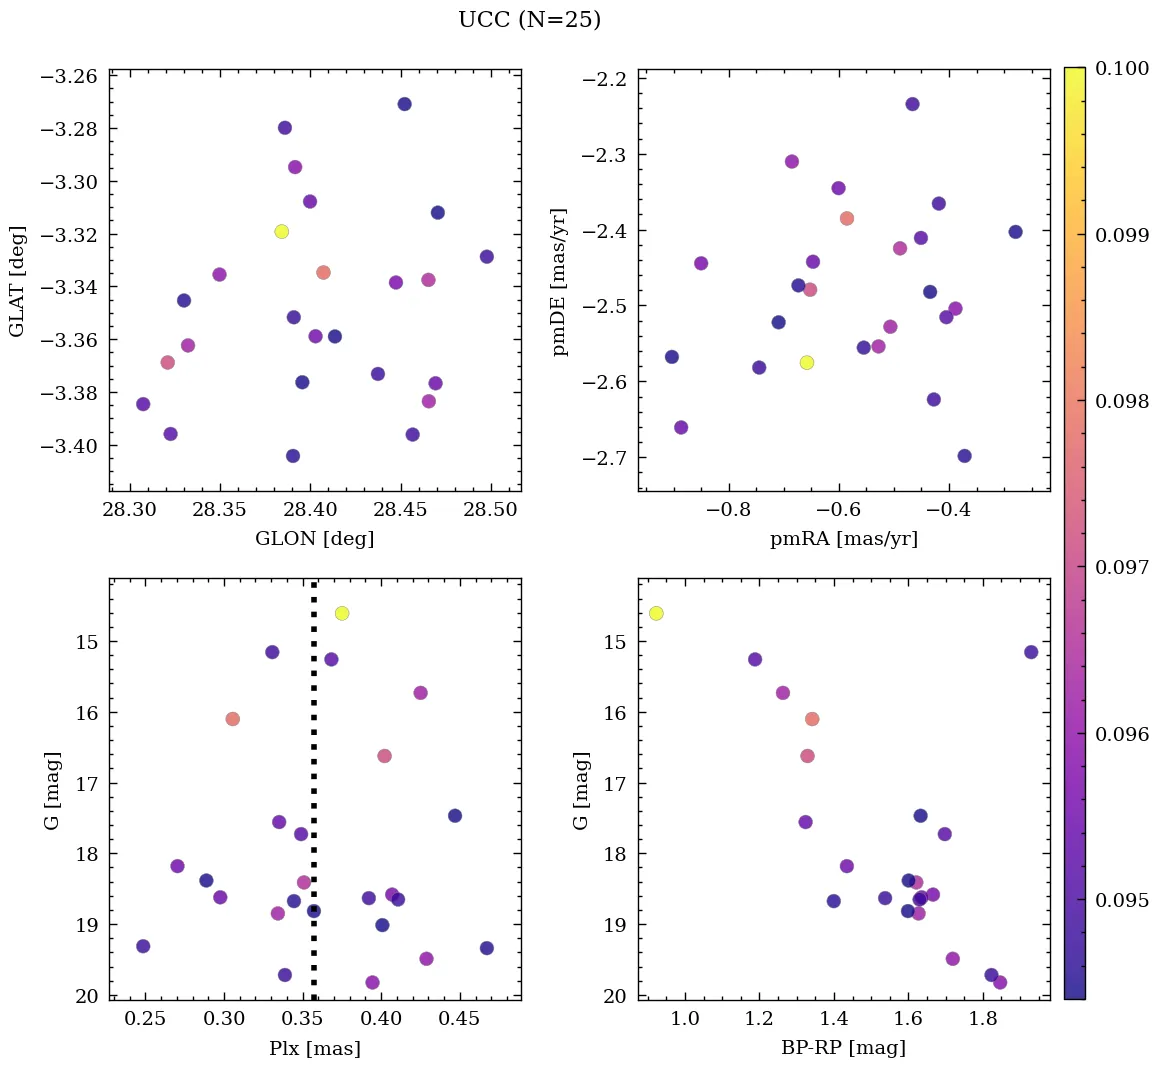 UCC (N=25)
−3.26
−3.28
−3.30
−3.32
−3.34
−3.36
−3.38
−3.40
GLAT [deg]
28.30 28.35 28.40 28.45 28.50
GLON [deg]
−2.2
−2.3
−2.4
−2.5
−2.6
−2.7
pmDE [mas/yr]
−0.8 −0.6 −0.4
pmRA [mas/yr]
0.100
0.099
0.098
0.097
0.096
0.095
15
16
17
18
19
20
G [mag]
0.25 0.30 0.35 0.40 0.45
Plx [mas]
15
16
17
18
19
20
G [mag]
1.0 1.2 1.4 1.6 1.8
BP-RP [mag]